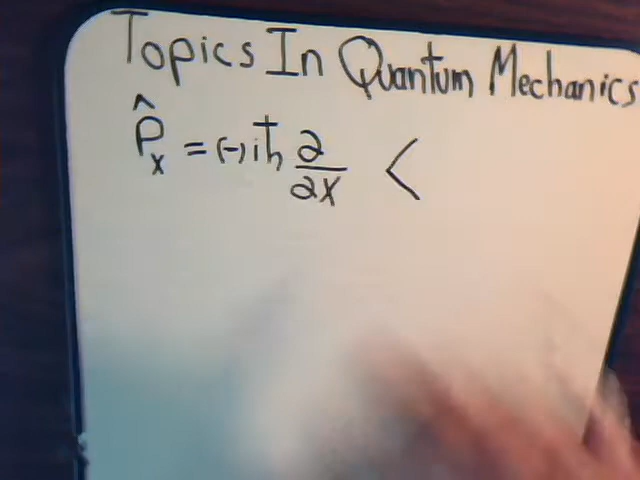 Topics In Quantum Mechanics
P̂ₓ = (-)iħ ∂/∂x <